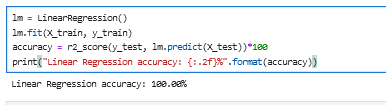 lm = LinearRegression()
lm.fit(X_train, y_train)
accuracy = r2_score(y_test, lm.predict(X_test))*100
print("Linear Regression accuracy: {:.2f}%".format(accuracy))
Linear Regression accuracy: 100.00%